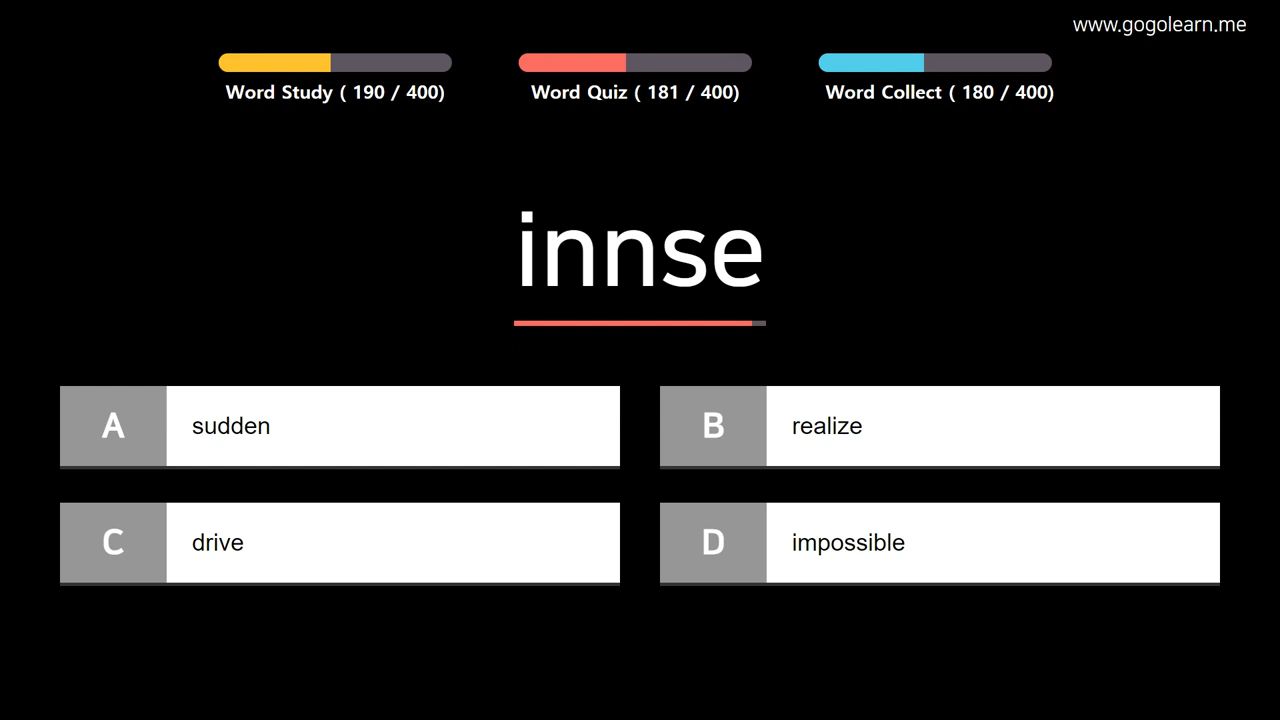 www.gogolearn.me
Word Study ( 190 / 400)
Word Quiz ( 181 / 400)
Word Collect ( 180 / 400)
innse
A sudden
B realize
C drive
D impossible